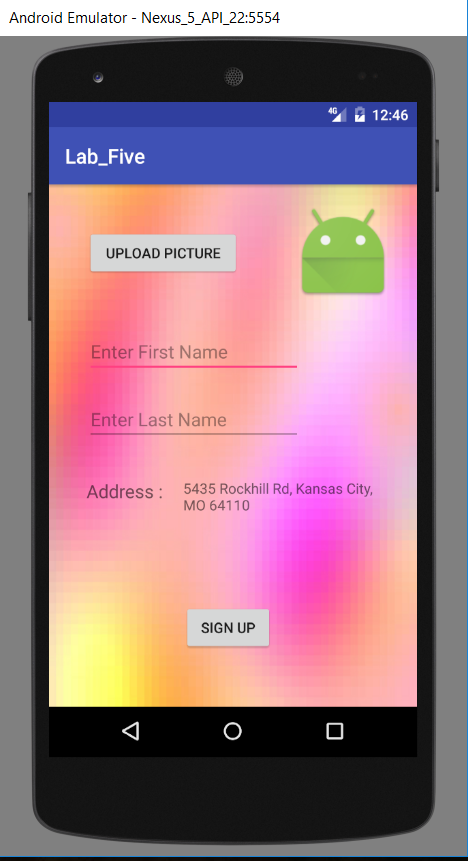 Android Emulator - Nexus_5_API_22:5554
4G 12:46
Lab_Five
UPLOAD PICTURE
Enter First Name
Enter Last Name
Address : 5435 Rockhill Rd, Kansas City,
MO 64110
SIGN UP